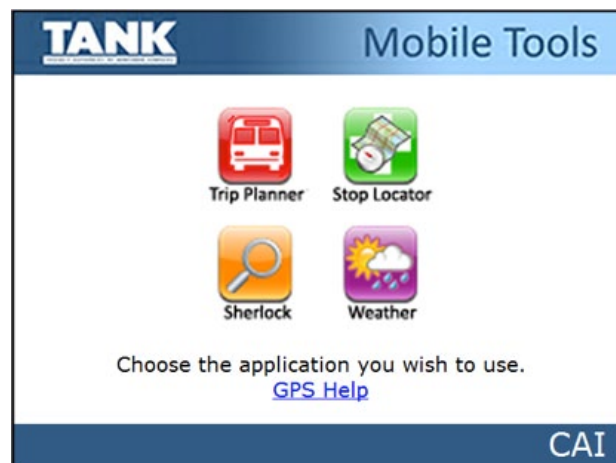 TANK
Mobile Tools
Trip Planner
Stop Locator
Sherlock
Weather
Choose the application you wish to use.
GPS Help
CAI